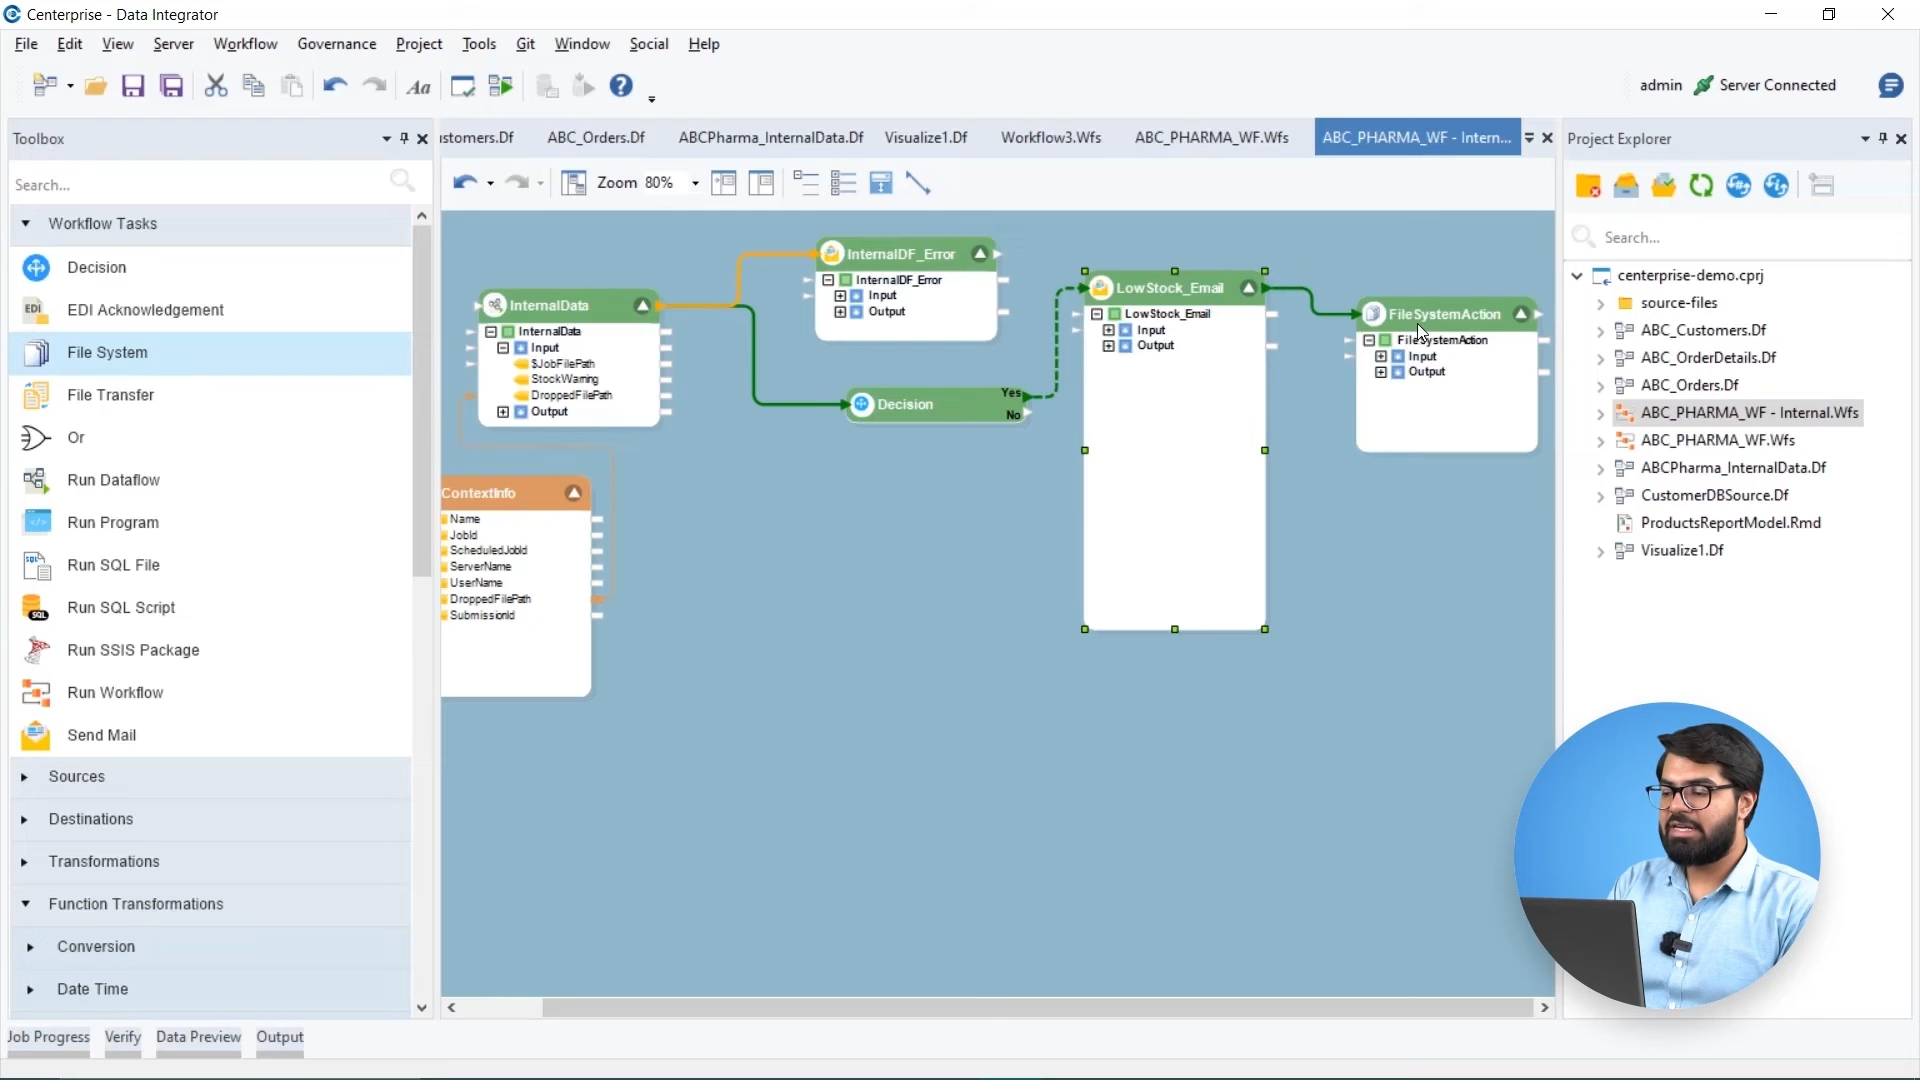 Centerprise - Data Integrator
File Edit View Server Workflow Governance Project Tools Git Window Social Help
Aa
admin Server Connected
Toolbox
Search...
Workflow Tasks
Decision
EDI EDI Acknowledgement
File System
File Transfer
Or
Run Dataflow
Run Program
Run SQL File
SQL Run SQL Script
Run SSIS Package
Run Workflow
Send Mail
Sources
Destinations
Transformations
Function Transformations
Conversion
Date Time
ustomers.Df ABC_Orders.Df ABCPharma_InternalData.Df Visualize1.Df Workflow3.Wfs ABC_PHARMA_WF.Wfs ABC_PHARMA_WF - Intern...
Zoom 80%
InternalData
InternalData
Input
$JobFilePath
StockWarning
DroppedFilePath
Output
InternalDF_Error
InternalDF_Error
Input
Output
Decision
Yes
No
LowStock_Email
LowStock_Email
Input
Output
FileSystemAction
FileSystemAction
Input
Output
ContextInfo
Name
JobId
ScheduledJobId
ServerName
UserName
DroppedFilePath
SubmissionId
Project Explorer
Search...
centerprise-demo.cprj
source-files
ABC_Customers.Df
ABC_OrderDetails.Df
ABC_Orders.Df
ABC_PHARMA_WF - Internal.Wfs
ABC_PHARMA_WF.Wfs
ABCPharma_InternalData.Df
CustomerDBSource.Df
ProductsReportModel.Rmd
Visualize1.Df
Job Progress Verify Data Preview Output